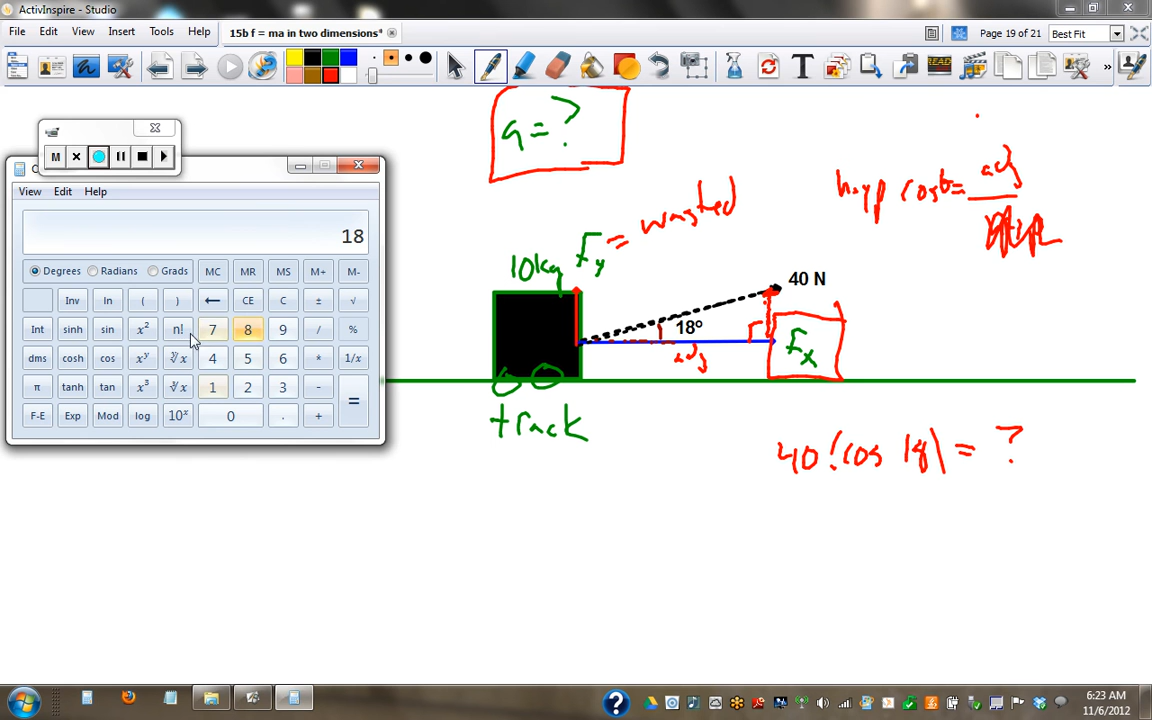 ActivInspire - Studio
File Edit View Insert Tools Help
15b f = ma in two dimensions*
Page 19 of 21
Best Fit
READ
»
M
View Edit Help
18
Degrees Radians Grads MC MR MS M+ M-
Inv ln ( ) ← CE C ± √
Int sinh sin x² n! 7 8 9 / %
dms cosh cos xʸ ʸ√x 4 5 6 * 1/x
π tanh tan x³ ³√x 1 2 3 - =
F-E Exp Mod log 10ˣ 0 . +
a = ?
hyp cosθ = adj
fy = wasted
10kg
40 N
18º
adj
fx
track
40 (cos 18) = ?
6:23 AM
11/6/2012